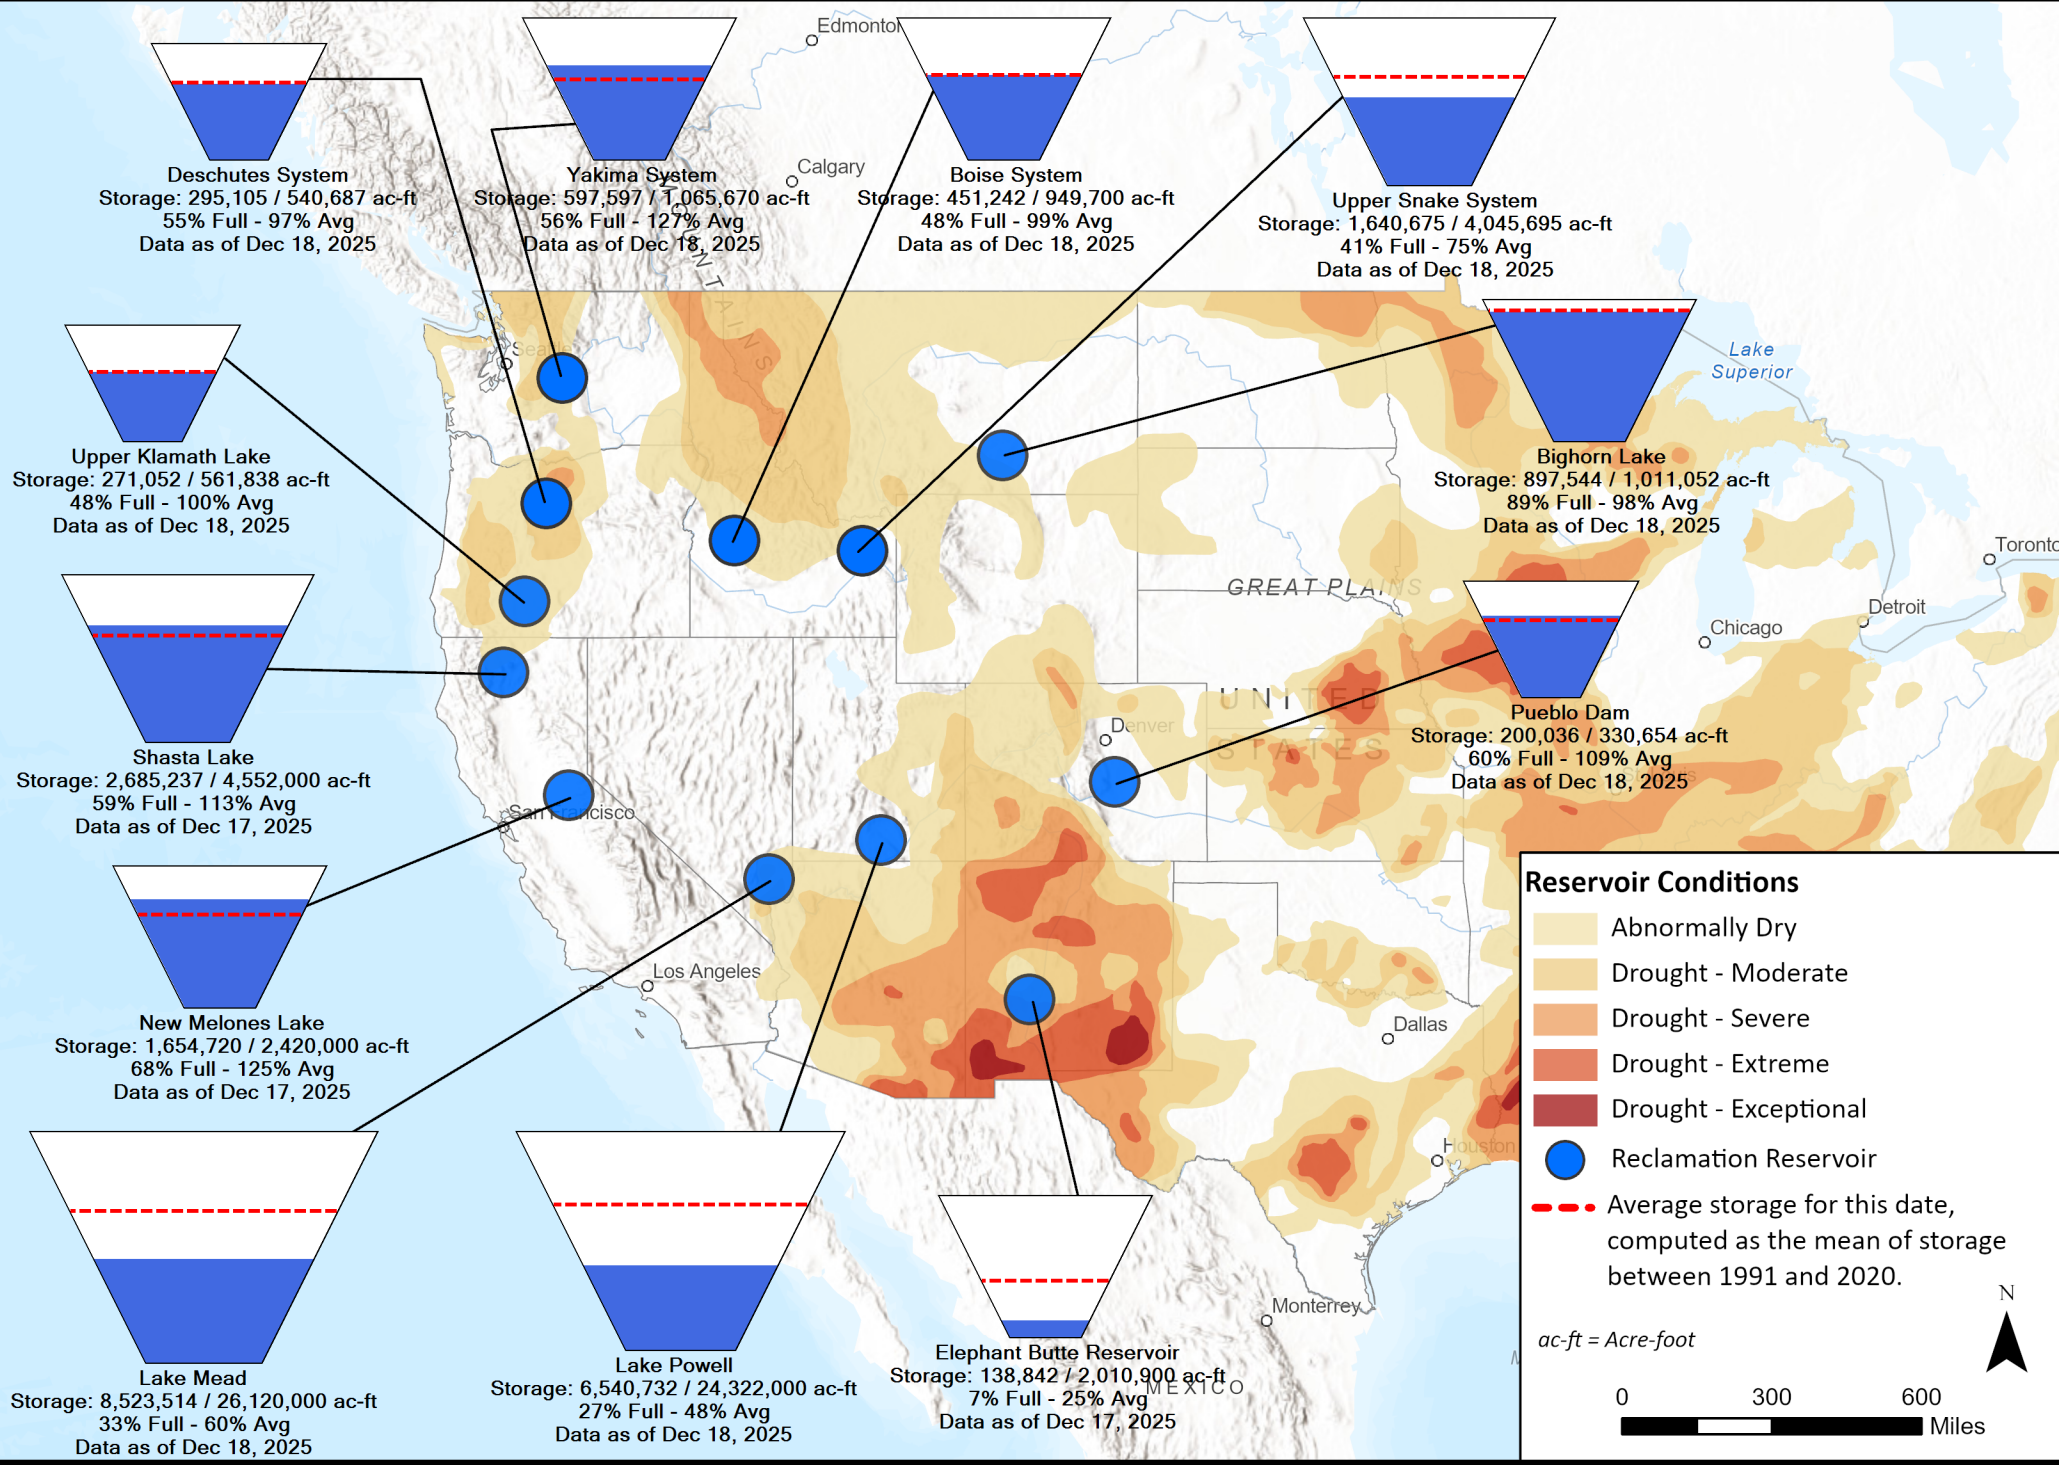 Edmonton
Calgary
Deschutes System
Storage: 295,105 / 540,687 ac-ft
55% Full - 97% Avg
Data as of Dec 18, 2025
Yakima System
Storage: 597,597 / 1,065,670 ac-ft
56% Full - 127% Avg
Data as of Dec 18, 2025
Boise System
Storage: 451,242 / 949,700 ac-ft
48% Full - 99% Avg
Data as of Dec 18, 2025
Upper Snake System
Storage: 1,640,675 / 4,045,695 ac-ft
41% Full - 75% Avg
Data as of Dec 18, 2025
Seattle
Lake
Superior
Upper Klamath Lake
Storage: 271,052 / 561,838 ac-ft
48% Full - 100% Avg
Data as of Dec 18, 2025
Bighorn Lake
Storage: 897,544 / 1,011,052 ac-ft
89% Full - 98% Avg
Data as of Dec 18, 2025
Toronto
GREAT PLAINS
Detroit
Chicago
UNITED
STATES
Denver
Pueblo Dam
Storage: 200,036 / 330,654 ac-ft
60% Full - 109% Avg
Data as of Dec 18, 2025
Shasta Lake
Storage: 2,685,237 / 4,552,000 ac-ft
59% Full - 113% Avg
Data as of Dec 17, 2025
San Francisco
Los Angeles
New Melones Lake
Storage: 1,654,720 / 2,420,000 ac-ft
68% Full - 125% Avg
Data as of Dec 17, 2025
Dallas
Houston
Monterrey
MEXICO
Lake Mead
Storage: 8,523,514 / 26,120,000 ac-ft
33% Full - 60% Avg
Data as of Dec 18, 2025
Lake Powell
Storage: 6,540,732 / 24,322,000 ac-ft
27% Full - 48% Avg
Data as of Dec 18, 2025
Elephant Butte Reservoir
Storage: 138,842 / 2,010,900 ac-ft
7% Full - 25% Avg
Data as of Dec 17, 2025
Reservoir Conditions
Abnormally Dry
Drought - Moderate
Drought - Severe
Drought - Extreme
Drought - Exceptional
Reclamation Reservoir
Average storage for this date,
computed as the mean of storage
between 1991 and 2020.
N
ac-ft = Acre-foot
0 300 600
Miles